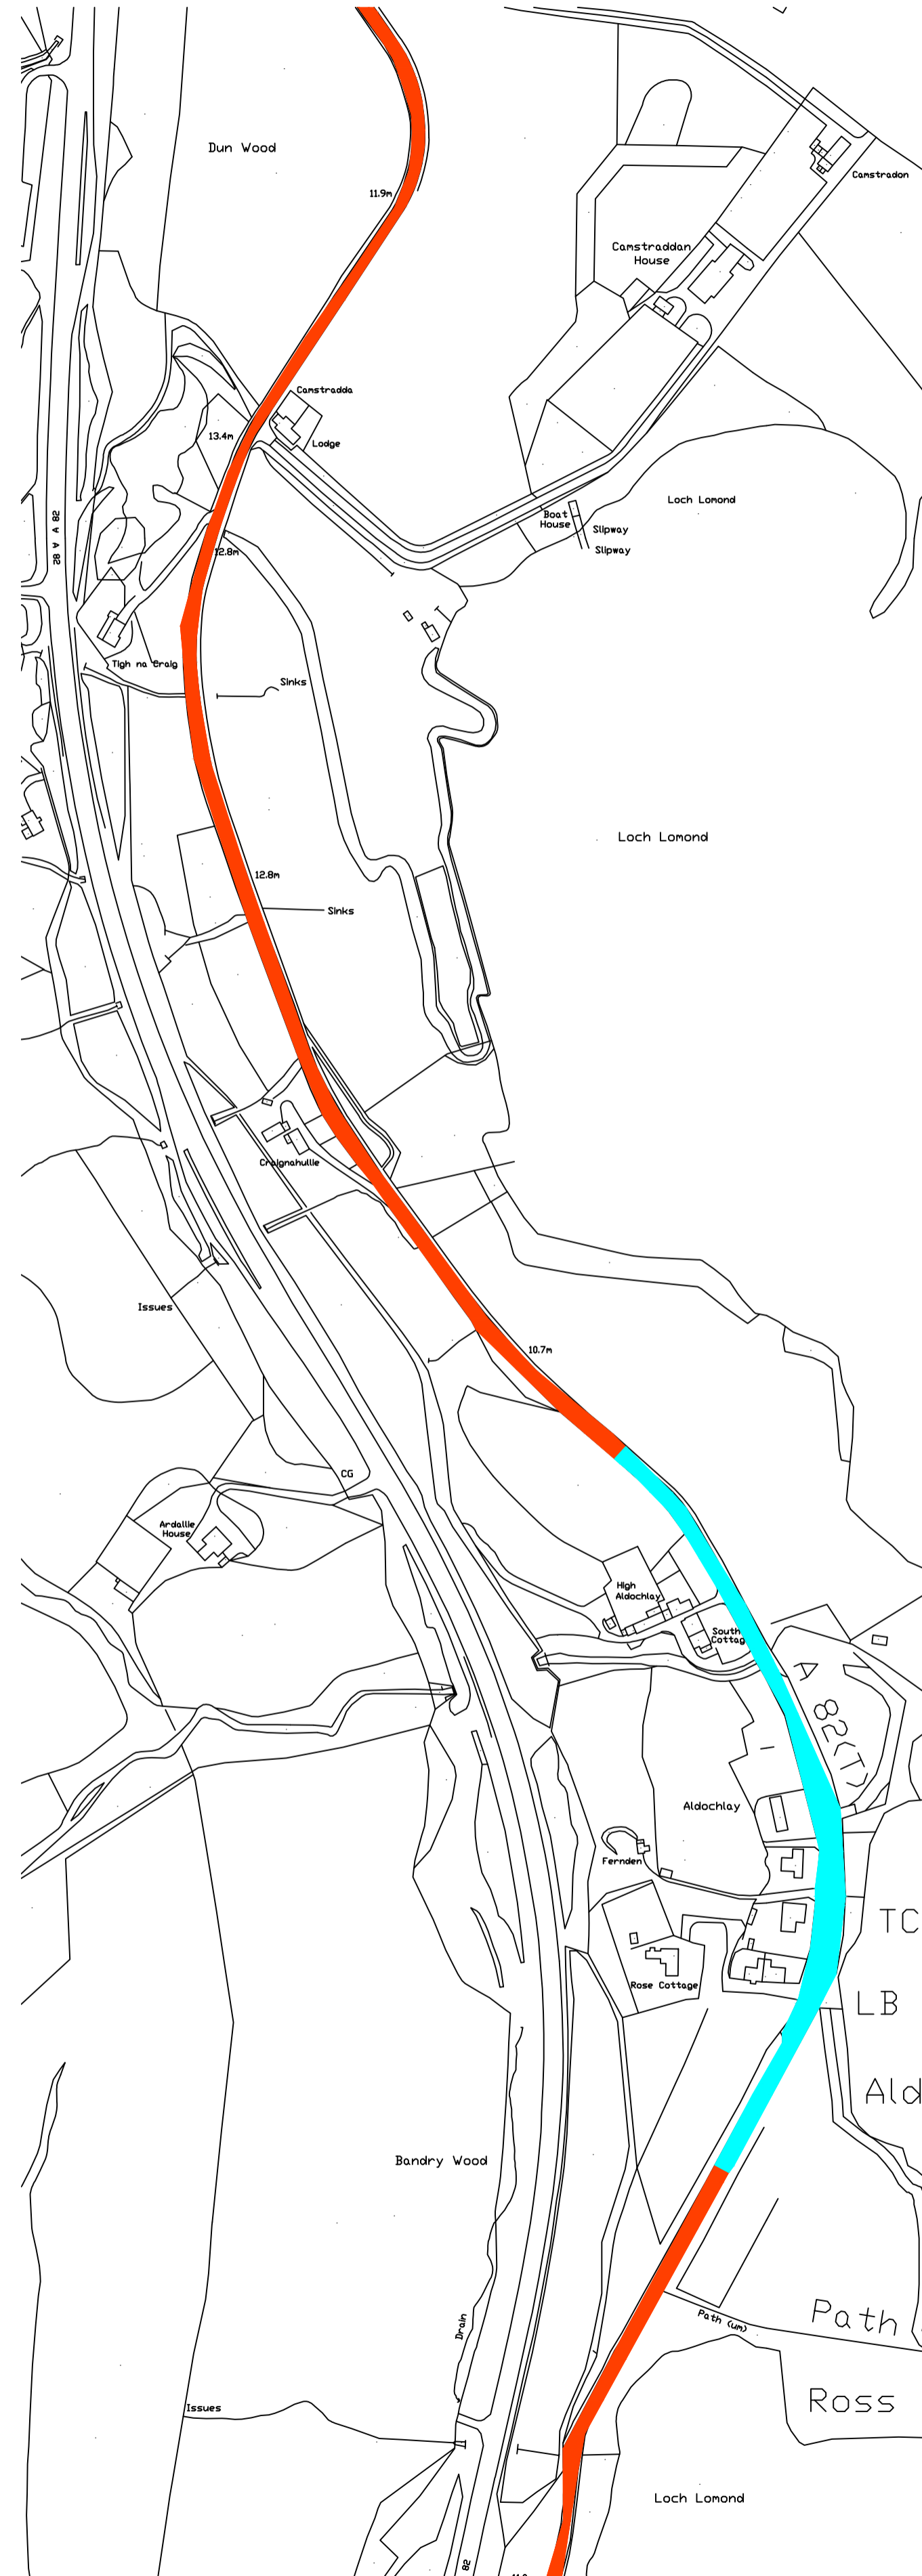 Dun Wood
11.9m
Camstradon
Camstraddan
House
Camstradda
13.4m
Lodge
Loch Lomond
Boat
House
Slipway
Slipway
A 82
12.8m
Tigh na Craig
Sinks
Loch Lomond
12.8m
Sinks
Craignahullie
Issues
10.7m
CG
Ardallie
House
High
Aldochlay
South
Cottag
A 82(T)
Aldochlay
Fernden
TC
Rose Cottage
LB
Ald
Bandry Wood
Path (um)
Path
Drain
Ross
Issues
Loch Lomond
82